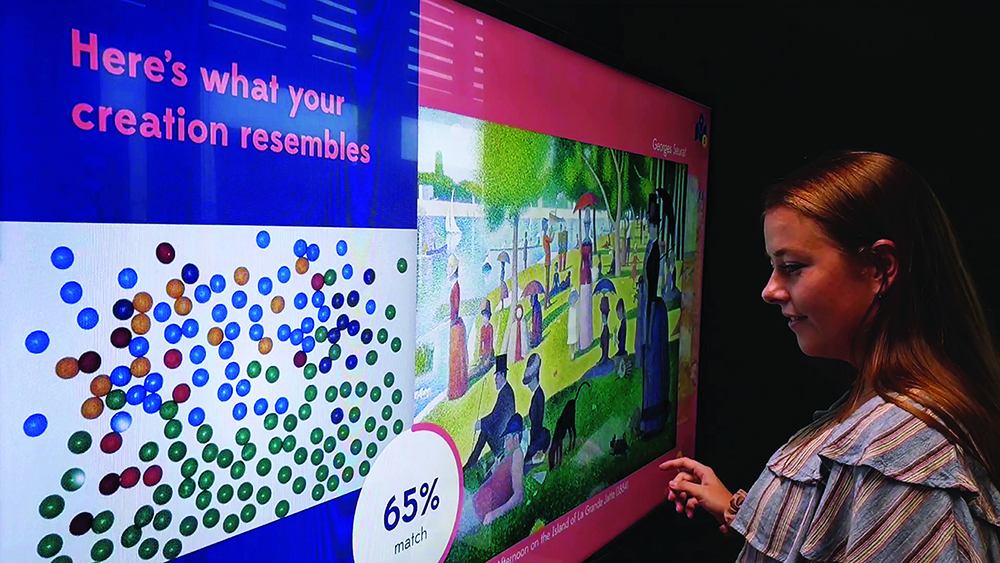 Here's what your
creation resembles
Georges Seurat
65%
match
Afternoon on the Island of La Grande Jatte (1884)